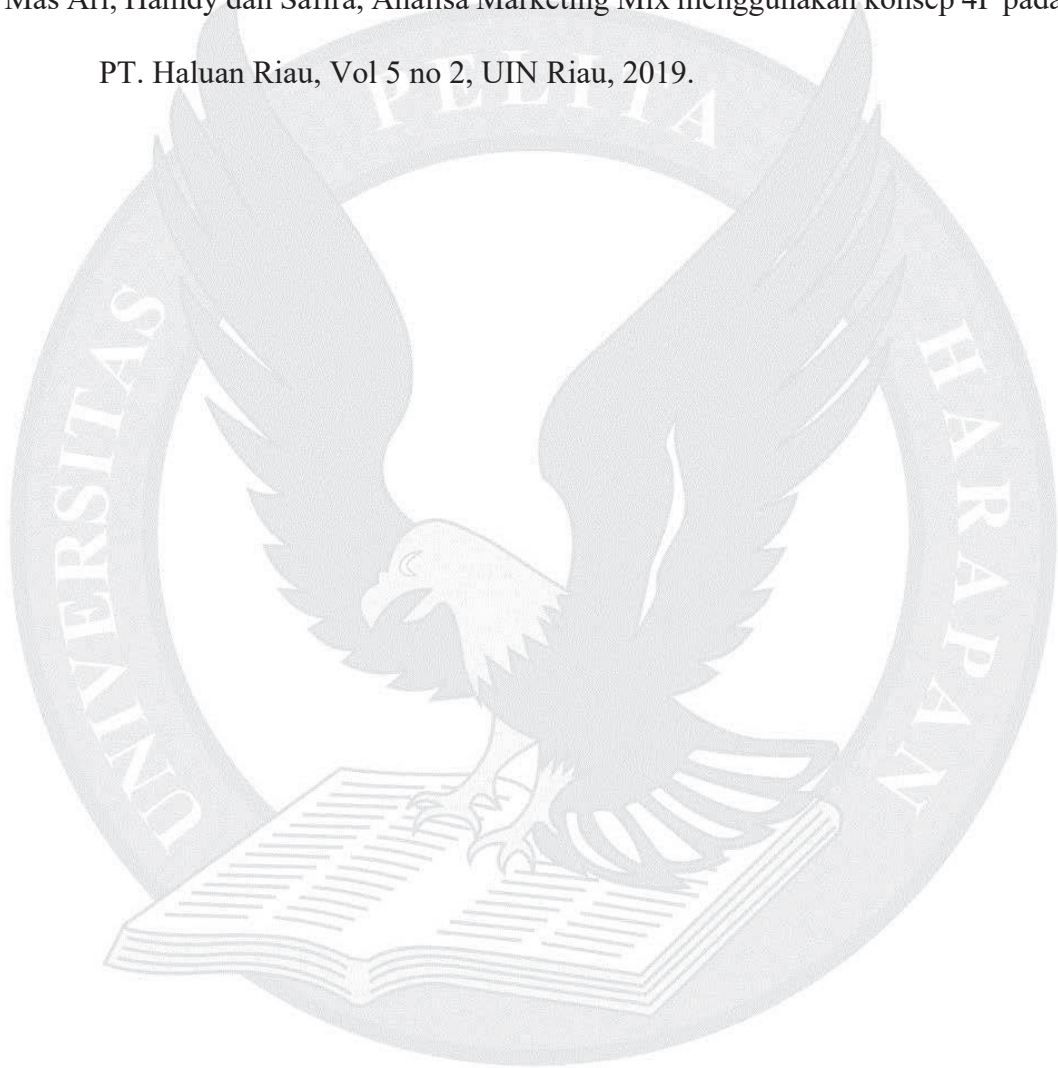 Mas Ari, Hamdy dan Safira, Analisa Marketing Mix menggunakan konsep 4P pada
PT. Haluan Riau, Vol 5 no 2, UIN Riau, 2019.
PELITA
UNIVERSITAS
HARAPAN